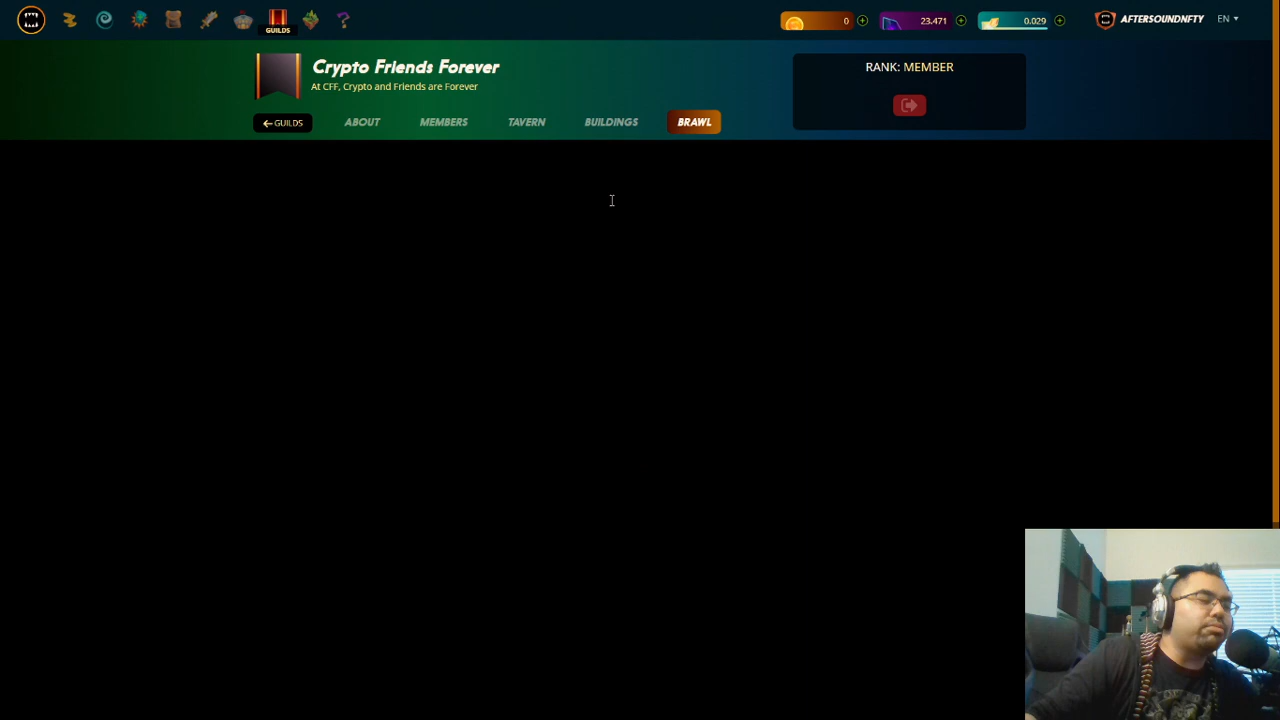 GUILDS
0
23.471
0.029
AFTERSOUNDNFTY
EN
Crypto Friends Forever
At CFF, Crypto and Friends are Forever
RANK: MEMBER
GUILDS
ABOUT
MEMBERS
TAVERN
BUILDINGS
BRAWL